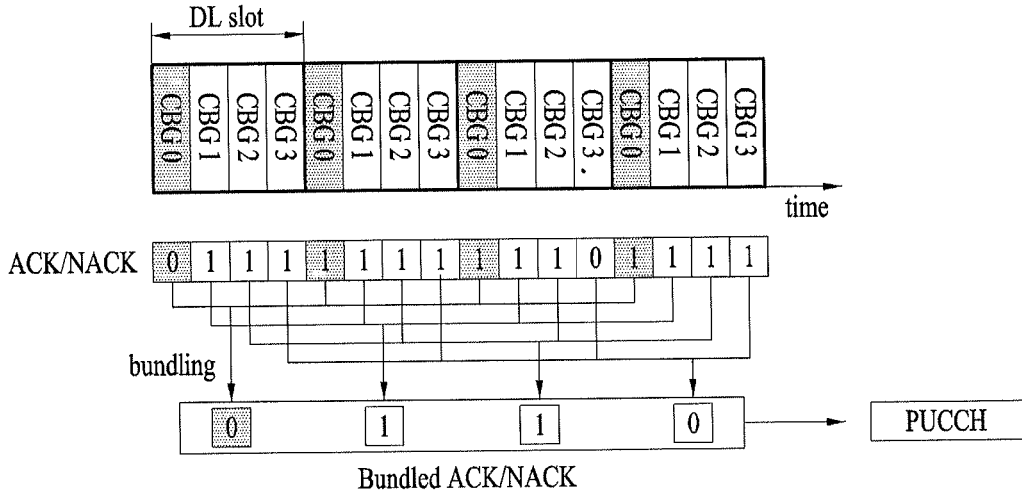 DL slot
CBG 0 CBG 1 CBG 2 CBG 3 CBG 0 CBG 1 CBG 2 CBG 3 CBG 0 CBG 1 CBG 2 CBG 3. CBG 0 CBG 1 CBG 2 CBG 3
time
ACK/NACK 0 1 1 1 1 1 1 1 1 1 1 0 1 1 1 1
bundling
0 1 1 0 PUCCH
Bundled ACK/NACK